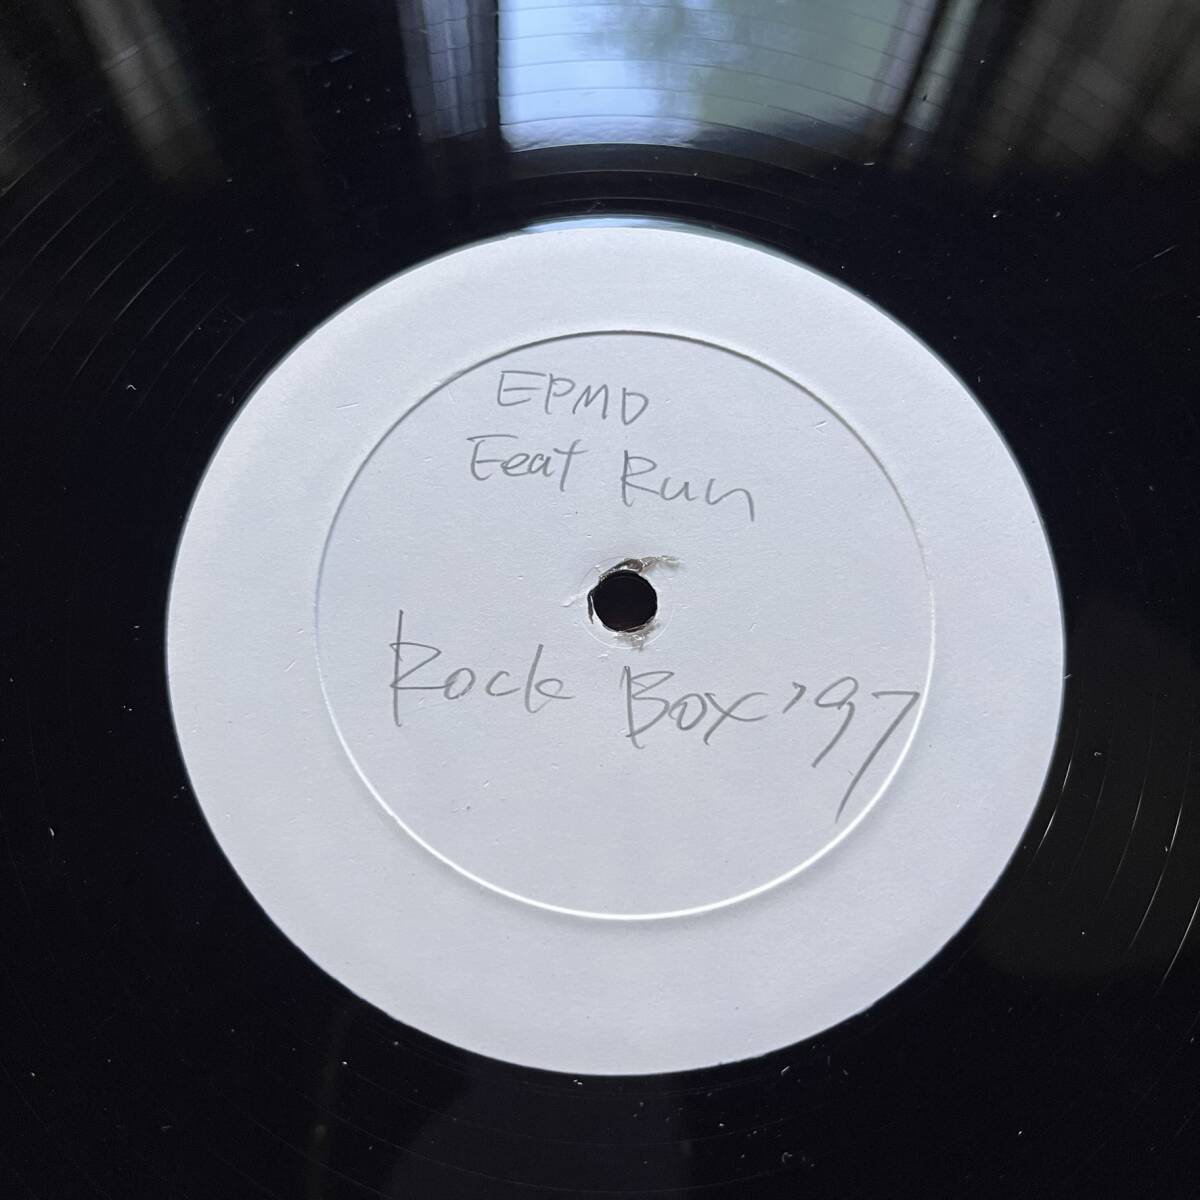 EPMD
Feat Run
Rock Box '97